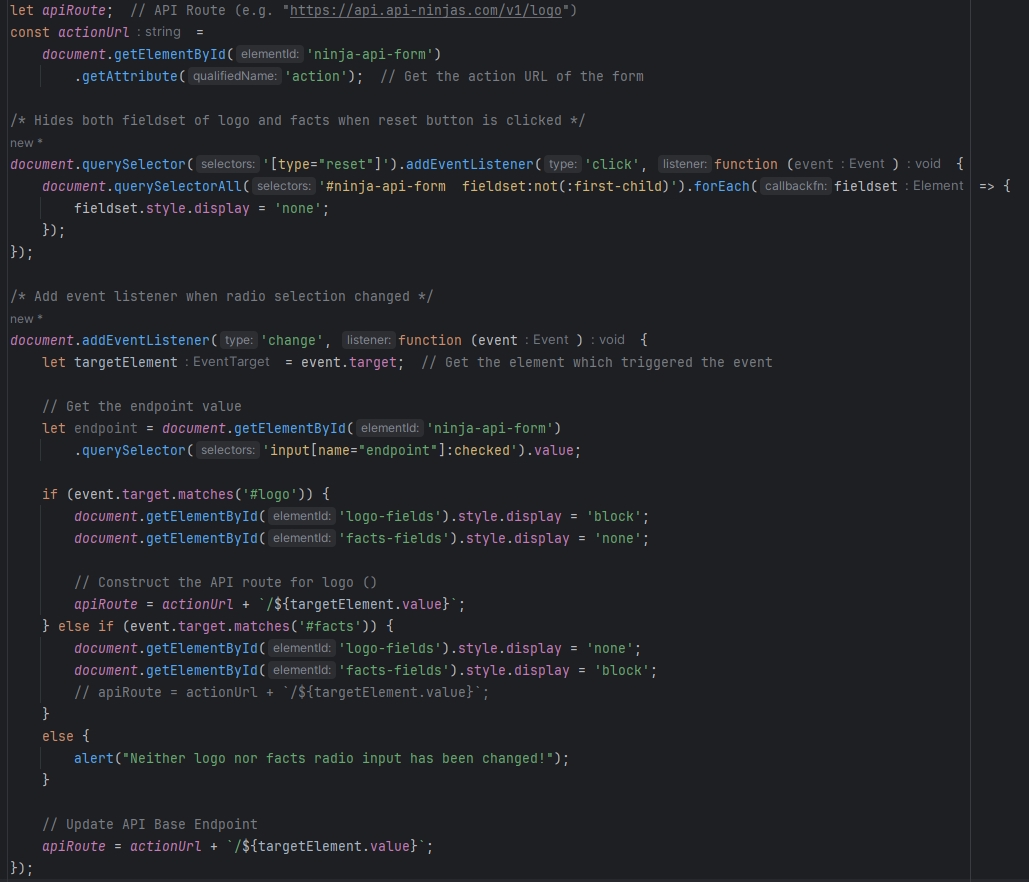 let apiRoute;  // API Route (e.g. "https://api.api-ninjas.com/v1/logo")
const actionUrl : string  =
    document.getElementById( elementId: 'ninja-api-form')
        .getAttribute( qualifiedName: 'action');  // Get the action URL of the form

/* Hides both fieldset of logo and facts when reset button is clicked */
new *
document.querySelector( selectors: '[type="reset"]').addEventListener( type: 'click',  listener: function (event : Event ) : void  {
    document.querySelectorAll( selectors: '#ninja-api-form  fieldset:not(:first-child)').forEach( callbackfn: fieldset : Element  => {
        fieldset.style.display = 'none';
    });
});

/* Add event listener when radio selection changed */
new *
document.addEventListener( type: 'change',  listener: function (event : Event ) : void  {
    let targetElement : EventTarget  = event.target;  // Get the element which triggered the event

    // Get the endpoint value
    let endpoint = document.getElementById( elementId: 'ninja-api-form')
        .querySelector( selectors: 'input[name="endpoint"]:checked').value;

    if (event.target.matches('#logo')) {
        document.getElementById( elementId: 'logo-fields').style.display = 'block';
        document.getElementById( elementId: 'facts-fields').style.display = 'none';

        // Construct the API route for logo ()
        apiRoute = actionUrl + `/${targetElement.value}`;
    } else if (event.target.matches('#facts')) {
        document.getElementById( elementId: 'logo-fields').style.display = 'none';
        document.getElementById( elementId: 'facts-fields').style.display = 'block';
        // apiRoute = actionUrl + `/${targetElement.value}`;
    }
    else {
        alert("Neither logo nor facts radio input has been changed!");
    }

    // Update API Base Endpoint
    apiRoute = actionUrl + `/${targetElement.value}`;
});